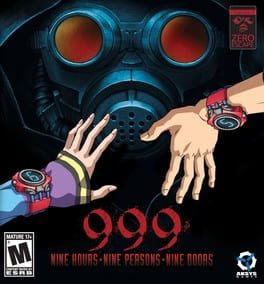 ZERO
ESCAPE
999
NINE HOURS • NINE PERSONS • NINE DOORS
MATURE 17+
M
ESRB
AKSYS
GAMES